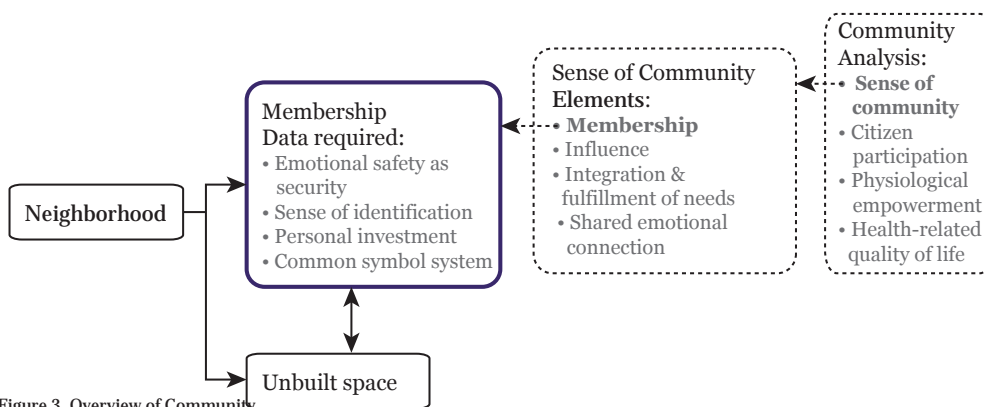 Neighborhood
Membership
Data required:
• Emotional safety as
security
• Sense of identification
• Personal investment
• Common symbol system
Unbuilt space
Sense of Community
Elements:
• Membership
• Influence
• Integration &
fulfillment of needs
• Shared emotional
connection
Community
Analysis:
• Sense of
community
• Citizen
participation
• Physiological
empowerment
• Health-related
quality of life
Figure 3. Overview of Community